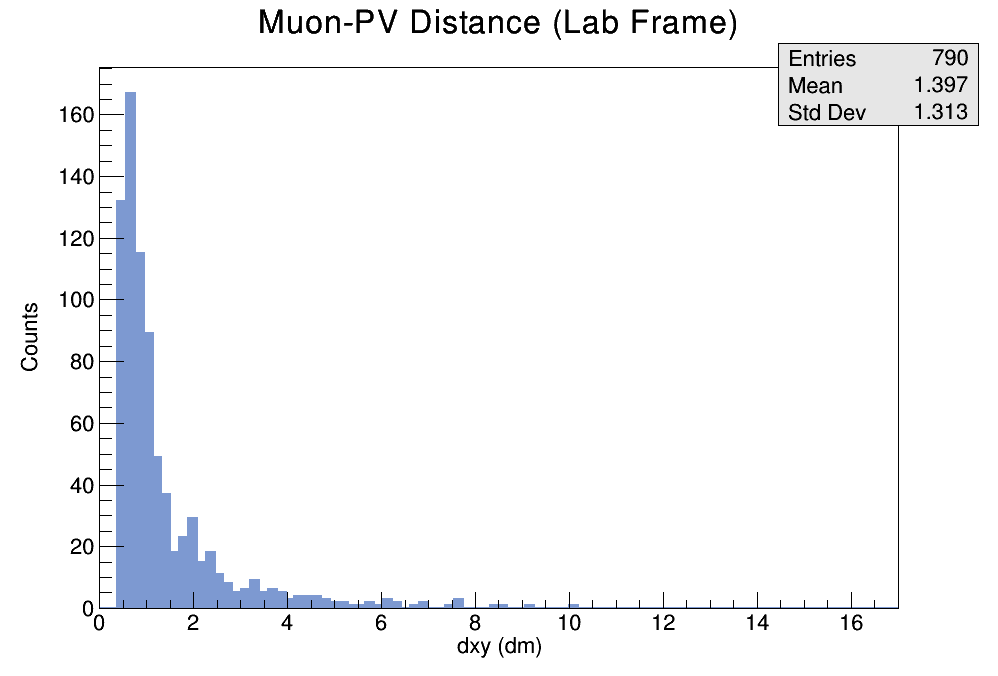 Muon-PV Distance (Lab Frame)
Entries 790
Mean 1.397
Std Dev 1.313
160
140
120
100
80
60
40
20
0
Counts
0 2 4 6 8 10 12 14 16
dxy (dm)